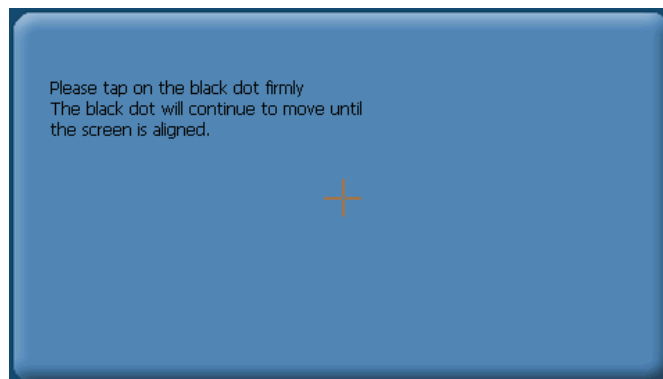 Please tap on the black dot firmly
The black dot will continue to move until
the screen is aligned.